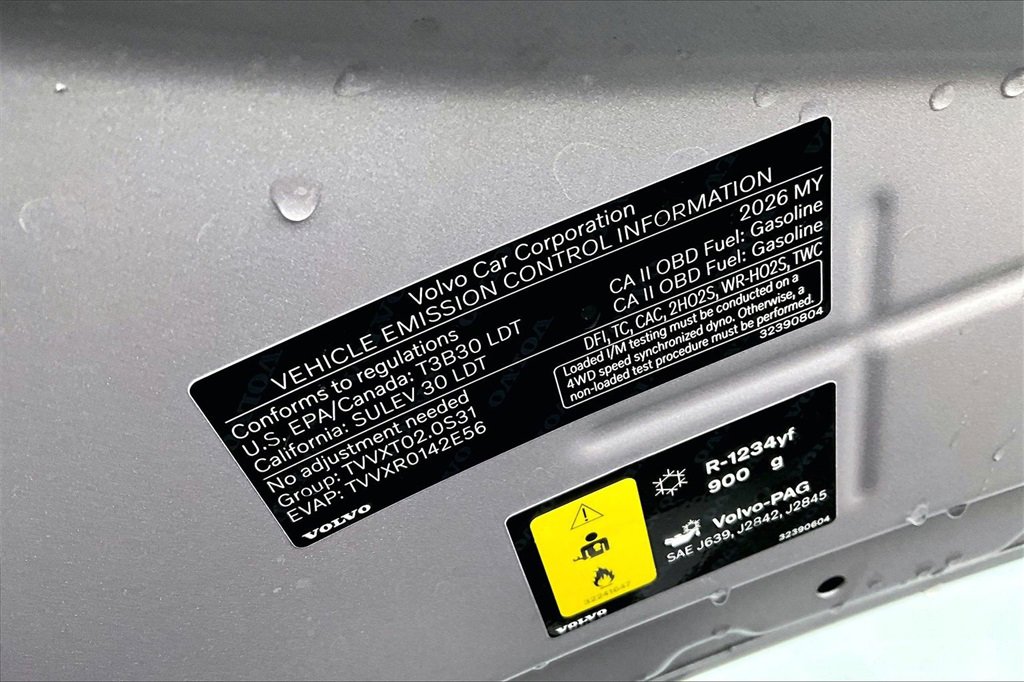 Volvo Car Corporation
VEHICLE EMISSION CONTROL INFORMATION
Conforms to regulations
2026 MY
U.S. EPA/Canada: T3B30 LDT
CA II OBD Fuel: Gasoline
California: SULEV 30 LDT
CA II OBD Fuel: Gasoline
No adjustment needed
DFI, TC, CAC, 2HO2S, WR-HO2S, TWC
Group: TVVXT02.0S31
EVAP: TVVXR0142E56
Loaded I/M testing must be conducted on a
4WD speed synchronized dyno. Otherwise, a
non-loaded test procedure must be performed.
VOLVO
32390804
R-1234yf
900 g
Volvo-PAG
SAE J639, J2842, J2845
32241647
VOLVO
32390604